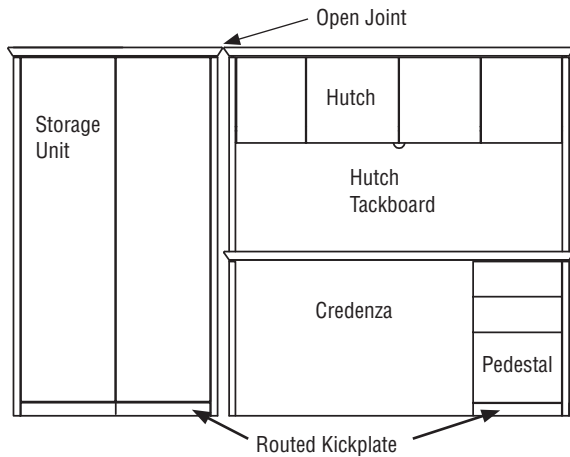 Open Joint
Hutch
Storage
Unit
Hutch
Tackboard
Credenza
Pedestal
Routed Kickplate